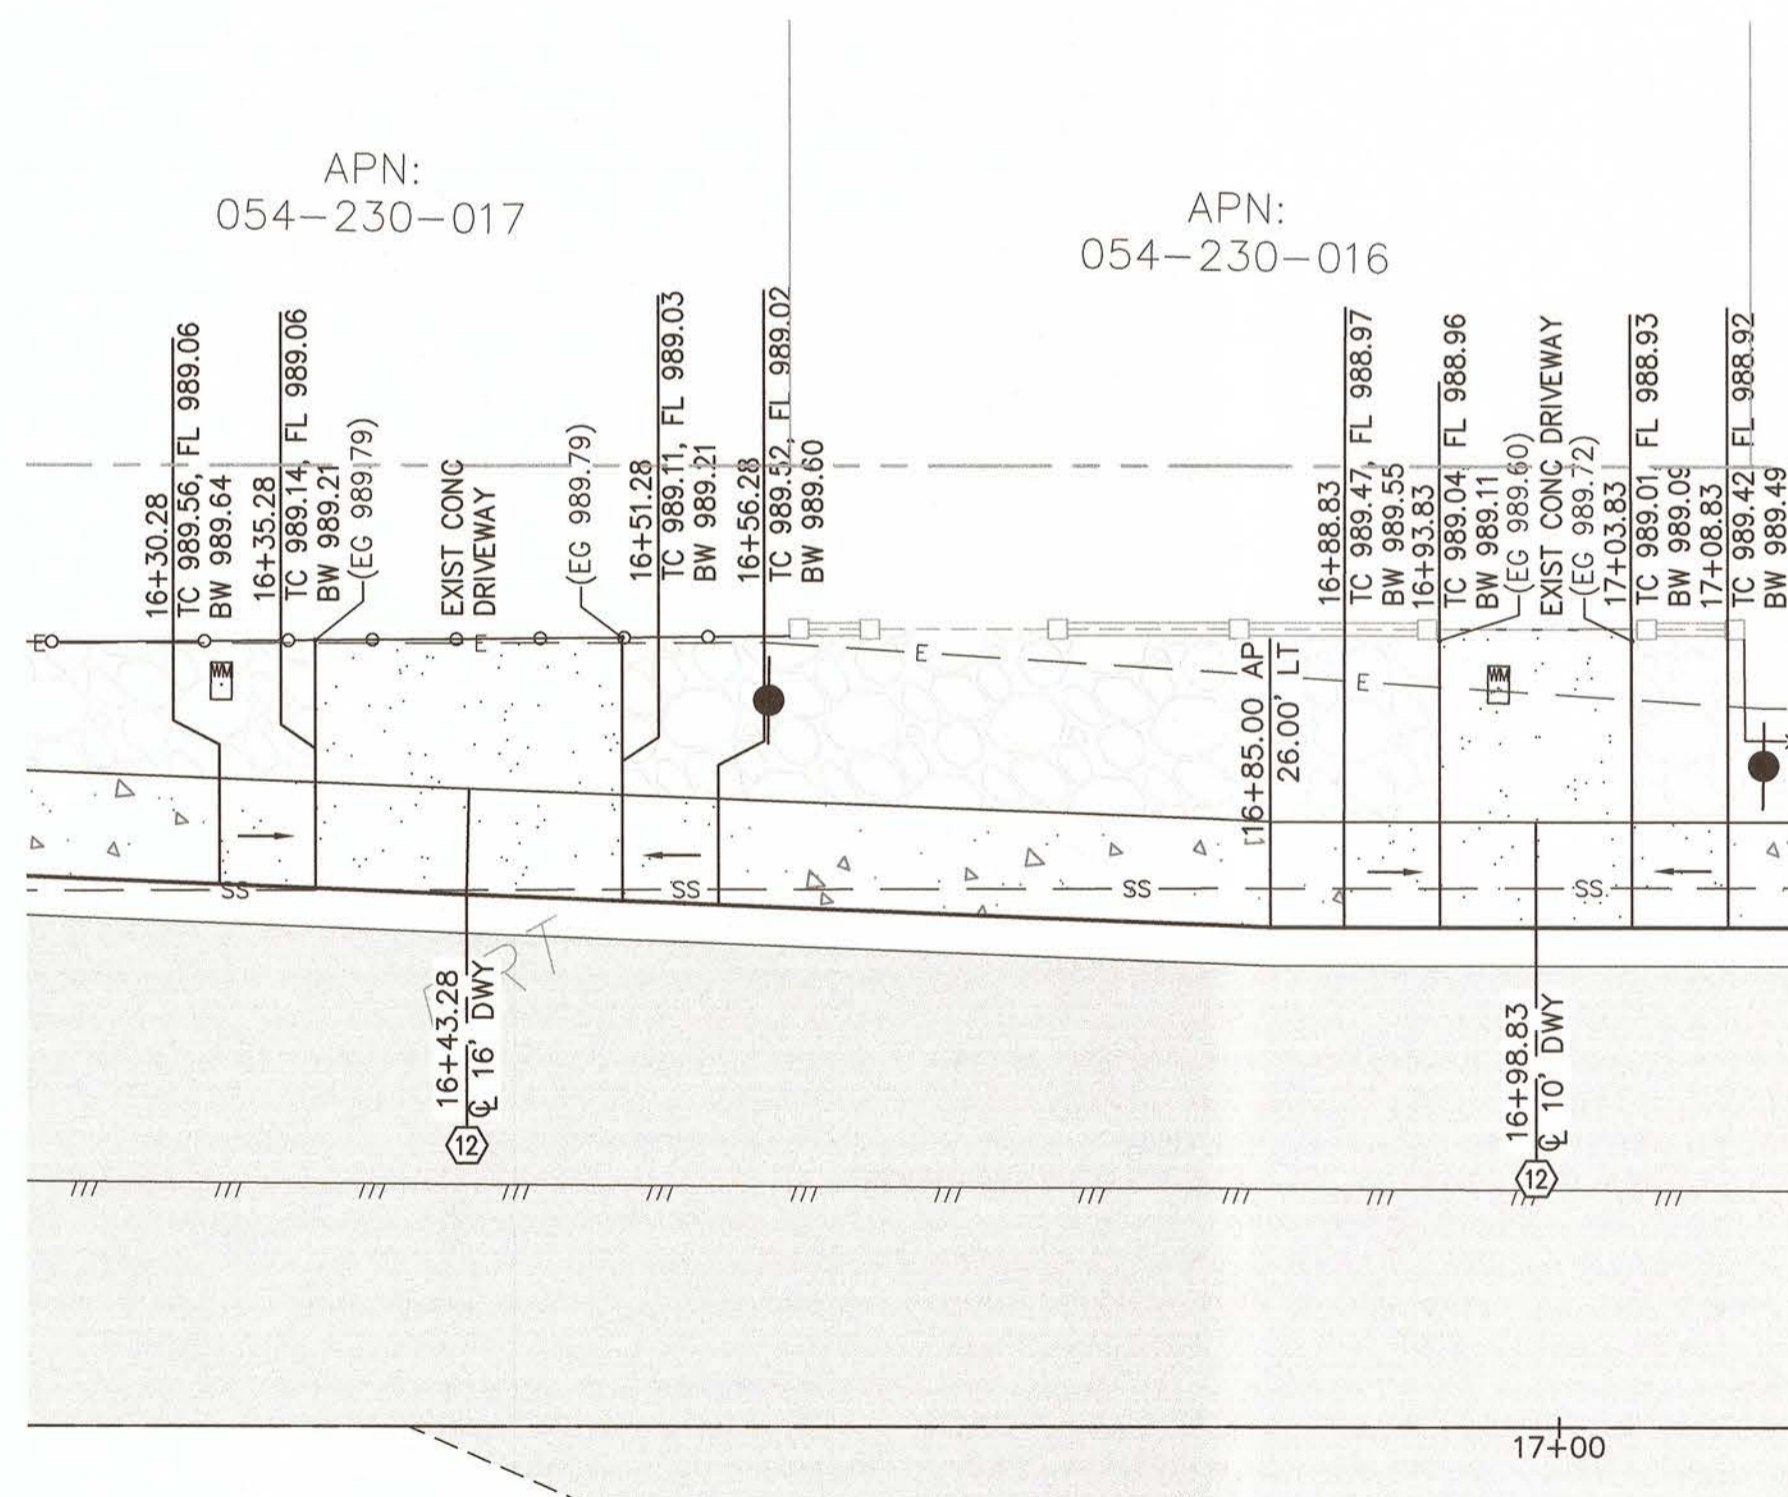 APN:
054-230-017
APN:
054-230-016
16+30.28
TC 989.56, FL 989.06
BW 989.64
16+35.28
TC 989.14, FL 989.06
BW 989.21
(EG 989.79)
EXIST CONC
DRIVEWAY
(EG 989.79)
16+51.28
TC 989.11, FL 989.03
BW 989.21
16+56.28
TC 989.52, FL 989.02
BW 989.60
16+88.83
TC 989.47, FL 988.97
BW 989.55
16+93.83
TC 989.04, FL 988.96
BW 989.11
(EG 989.60)
EXIST CONC DRIVEWAY
(EG 989.72)
17+03.83
TC 989.01, FL 988.93
BW 989.09
17+08.83
TC 989.42, FL 988.92
BW 989.49
E
E
E
E
WM
WM
16+85.00 AP
26.00' LT
SS
SS
SS
SS
RT
16+43.28
℄ 16' DWY
12
16+98.83
℄ 10' DWY
12
17+00